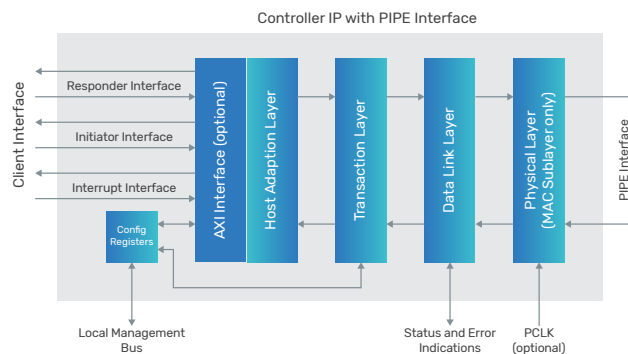 Controller IP with PIPE Interface
Client Interface
Responder Interface
Initiator Interface
Interrupt Interface
Config
Registers
AXI Interface (optional)
Host Adaption Layer
Transaction Layer
Data Link Layer
Physical Layer
(MAC Sublayer only)
PIPE Interface
Local Management
Bus
Status and Error
Indications
PCLK
(optional)